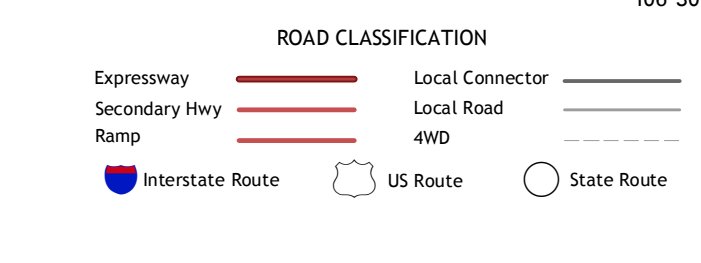 ROAD CLASSIFICATION
Expressway
Local Connector
Secondary Hwy
Local Road
Ramp
4WD
Interstate Route
US Route
State Route